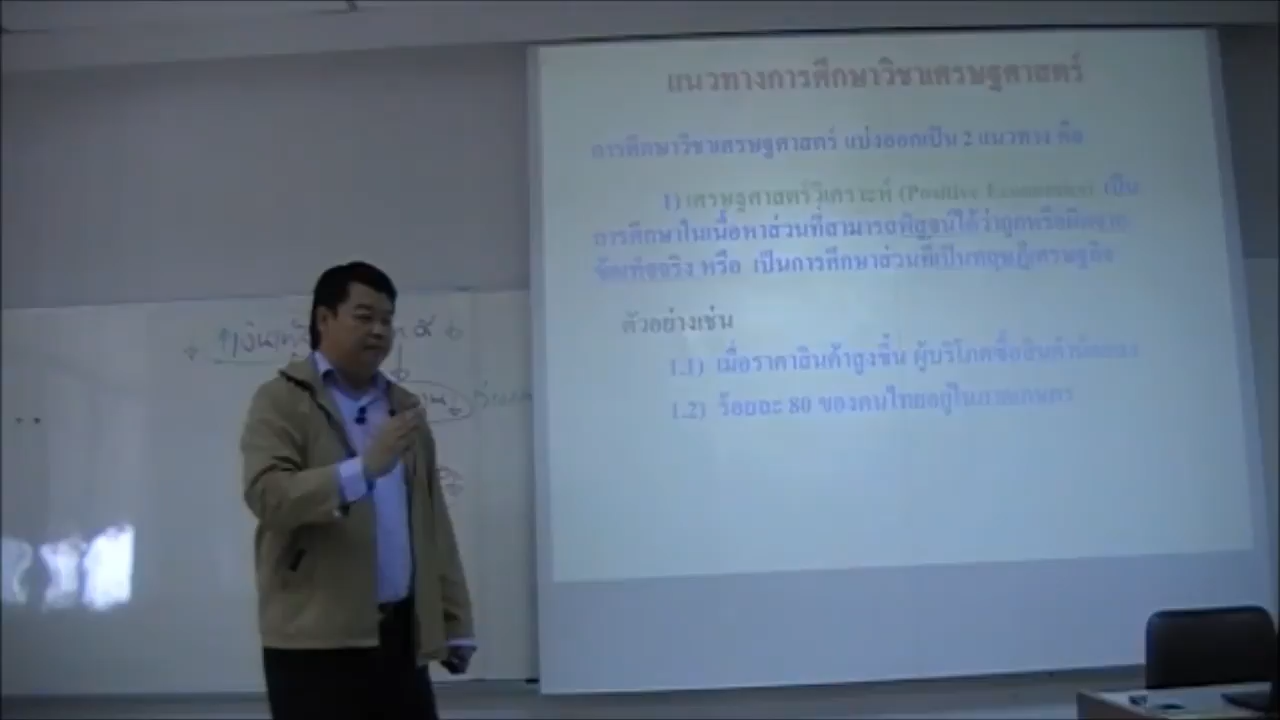 แนวทางการศึกษาวิชาเศรษฐศาสตร์
การศึกษาวิชาเศรษฐศาสตร์ แบ่งออกเป็น 2 แนวทาง คือ
1) เศรษฐศาสตร์วิเคราะห์ (Positive Economics) เป็น
การศึกษาในเนื้อหาส่วนที่สามารถพิสูจน์ได้ว่าถูกหรือผิดจาก
ข้อเท็จจริง หรือ เป็นการศึกษาส่วนที่เป็นทฤษฎีเศรษฐกิจ
ตัวอย่างเช่น
1.1) เมื่อราคาสินค้าสูงขึ้น ผู้บริโภคซื้อสินค้าน้อยลง
1.2) ร้อยละ 80 ของคนไทยอยู่ในภาคเกษตร